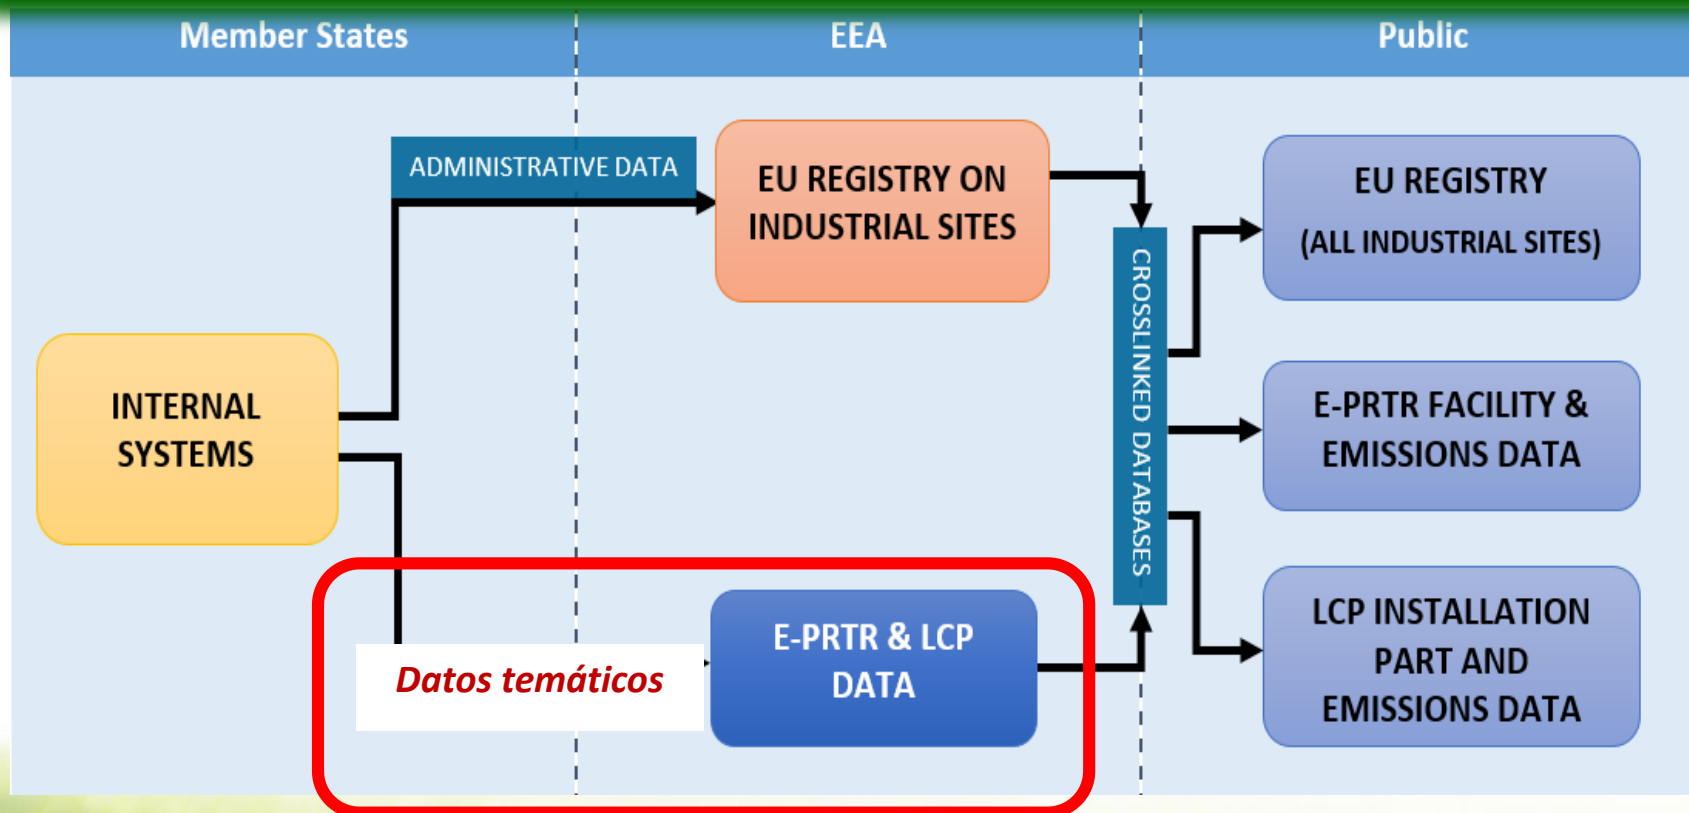 Member States
EEA
Public
ADMINISTRATIVE DATA
EU REGISTRY ON
INDUSTRIAL SITES
EU REGISTRY
(ALL INDUSTRIAL SITES)
CROSSLINKED DATABASES
INTERNAL
SYSTEMS
E-PRTR FACILITY &
EMISSIONS DATA
Datos temáticos
E-PRTR & LCP
DATA
LCP INSTALLATION
PART AND
EMISSIONS DATA